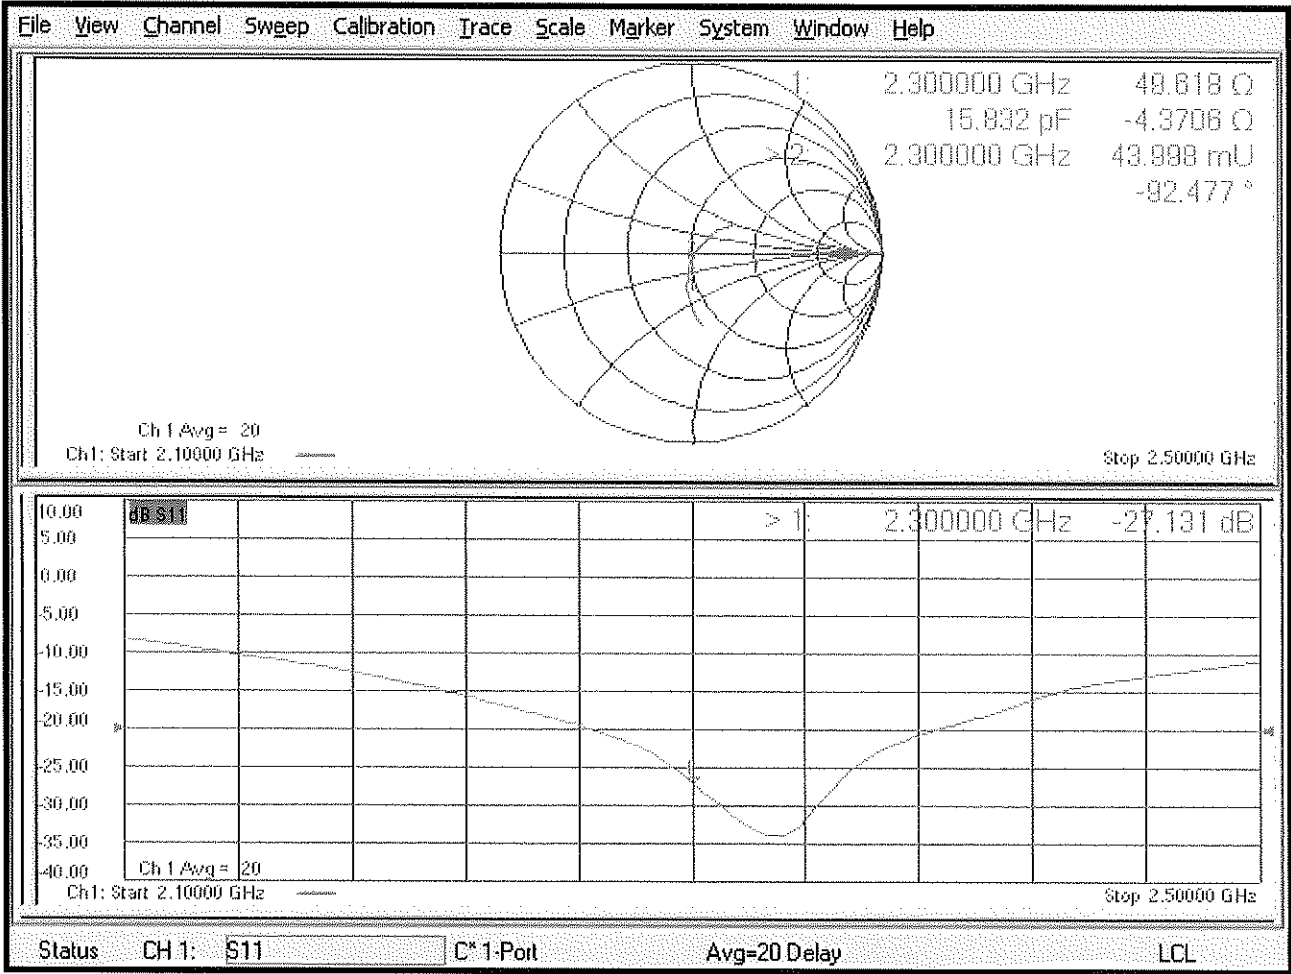 File View Channel Sweep Calibration Trace Scale Marker System Window Help
1: 2.300000 GHz 49.618 Ω
15.832 pF -4.3706 Ω
> 2: 2.300000 GHz 43.998 mU
-92.477 °
Ch 1 Avg = 20
Ch1: Start 2.10000 GHz
Stop 2.50000 GHz
10.00
dB S11
> 1: 2.300000 GHz -27.131 dB
5.00
0.00
-5.00
-10.00
-15.00
-20.00
-25.00
-30.00
-35.00
-40.00
Ch 1 Avg = 20
Ch1: Start 2.10000 GHz
Stop 2.50000 GHz
Status CH 1: S11 C* 1-Port Avg=20 Delay LCL